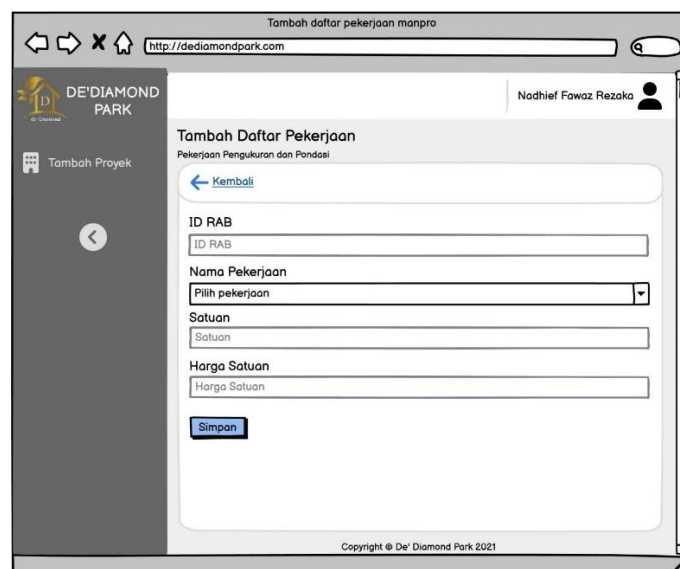 Tambah daftar pekerjaan manpro
http://dediamondpark.com
DE'DIAMOND
PARK
de' Diamond
Nadhief Fawaz Rezaka
Tambah Proyek
Tambah Daftar Pekerjaan
Pekerjaan Pengukuran dan Pondasi
Kembali
ID RAB
ID RAB
Nama Pekerjaan
Pilih pekerjaan
Satuan
Satuan
Harga Satuan
Harga Satuan
Simpan
Copyright © De' Diamond Park 2021